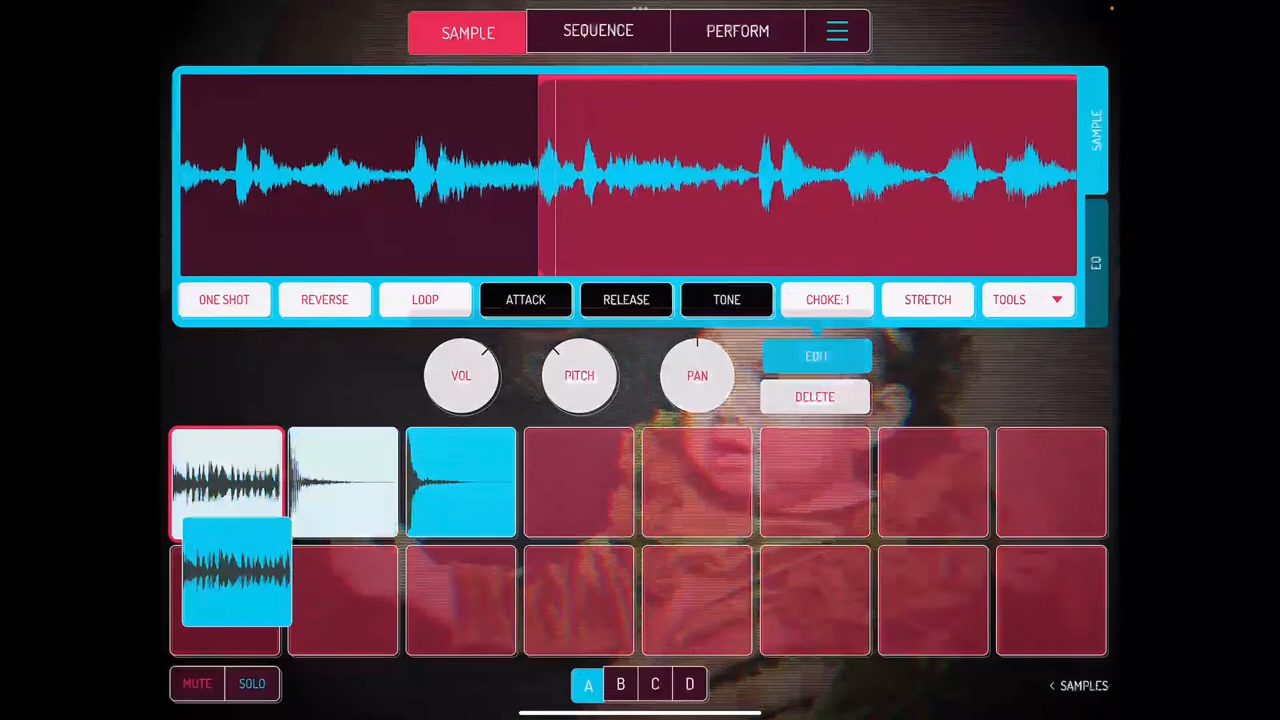 SAMPLE SEQUENCE PERFORM
SAMPLE
EQ
ONE SHOT REVERSE LOOP ATTACK RELEASE TONE CHOKE: 1 STRETCH TOOLS
VOL PITCH PAN EDIT
DELETE
MUTE SOLO A B C D < SAMPLES